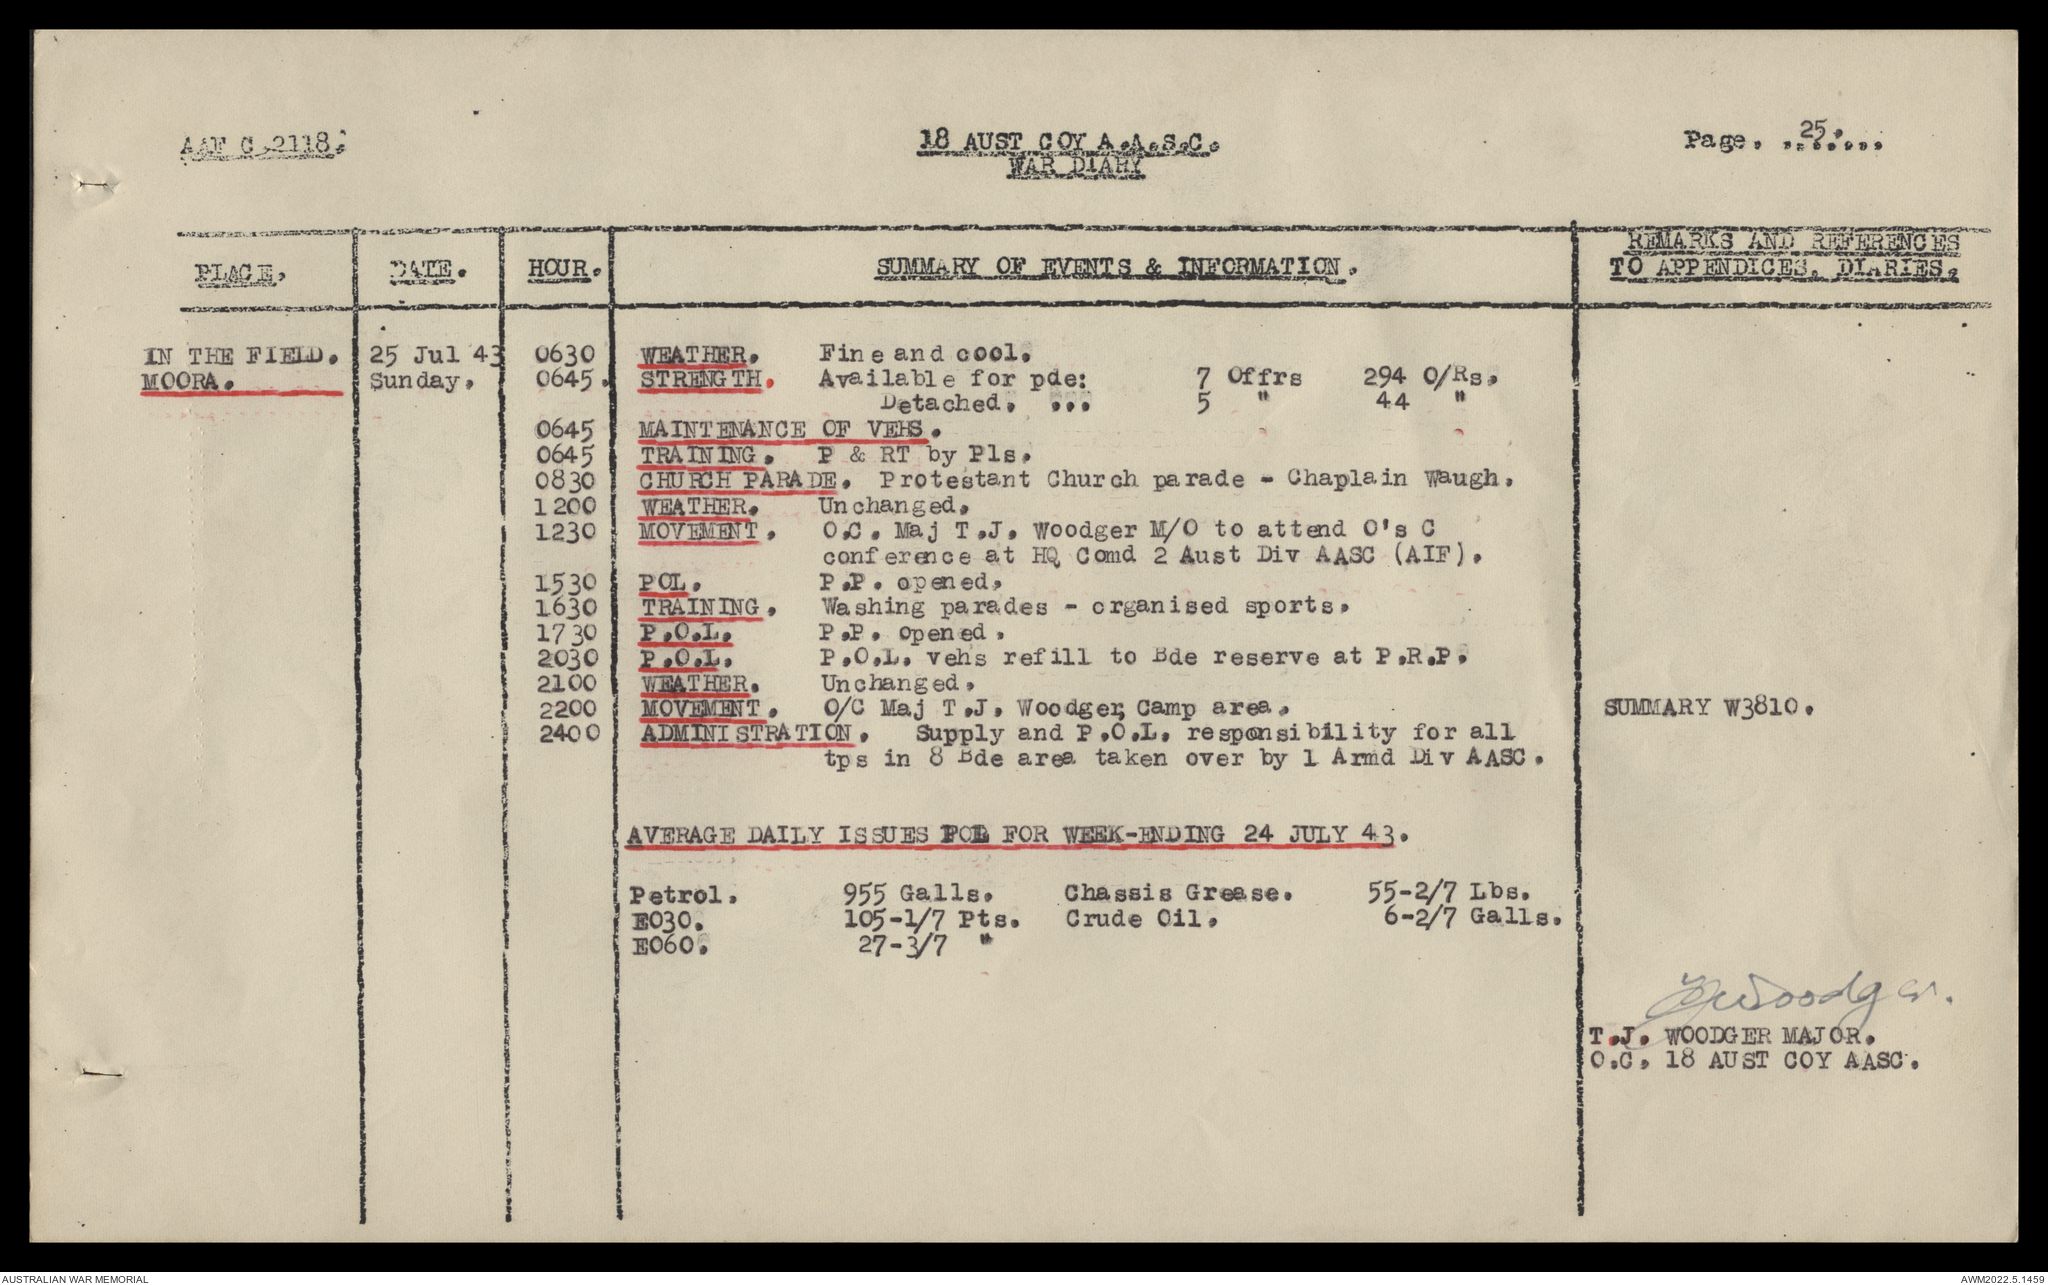 AAF C.2118.
18 AUST COY A.A.S.C.
WAR DIARY
Page. ..25......
PLACE. DATE. HOUR. SUMMARY OF EVENTS & INFORMATION. REMARKS AND REFERENCES TO APPENDICES, DIARIES.
IN THE FIELD. 25 Jul 43 0630 WEATHER. Fine and cool.
MOORA. Sunday. 0645. STRENGTH. Available for pde: 7 Offrs 294 O/Rs.
Detached. ... 5 " 44 "
0645 MAINTENANCE OF VEHS.
0645 TRAINING. P & RT by Pls.
0830 CHURCH PARADE. Protestant Church parade - Chaplain Waugh.
1200 WEATHER. Unchanged.
1230 MOVEMENT. O.C. Maj T.J. Woodger M/O to attend O's C
conference at HQ Comd 2 Aust Div AASC (AIF).
1530 POL. P.P. opened.
1630 TRAINING. Washing parades - organised sports.
1730 P.O.L. P.P. opened.
2030 P.O.L. P.O.L. vehs refill to Bde reserve at P.R.P.
2100 WEATHER. Unchanged.
2200 MOVEMENT. O/C Maj T.J. Woodger, Camp area. SUMMARY W3810.
2400 ADMINISTRATION. Supply and P.O.L. responsibility for all
tps in 8 Bde area taken over by 1 Armd Div AASC.
AVERAGE DAILY ISSUES POL FOR WEEK-ENDING 24 JULY 43.
Petrol. 955 Galls. Chassis Grease. 55-2/7 Lbs.
E030. 105-1/7 Pts. Crude Oil. 6-2/7 Galls.
E060. 27-3/7 "
TJWoodger.
T.J. WOODGER MAJOR.
O.C. 18 AUST COY AASC.
AUSTRALIAN WAR MEMORIAL
AWM2022.5.1459